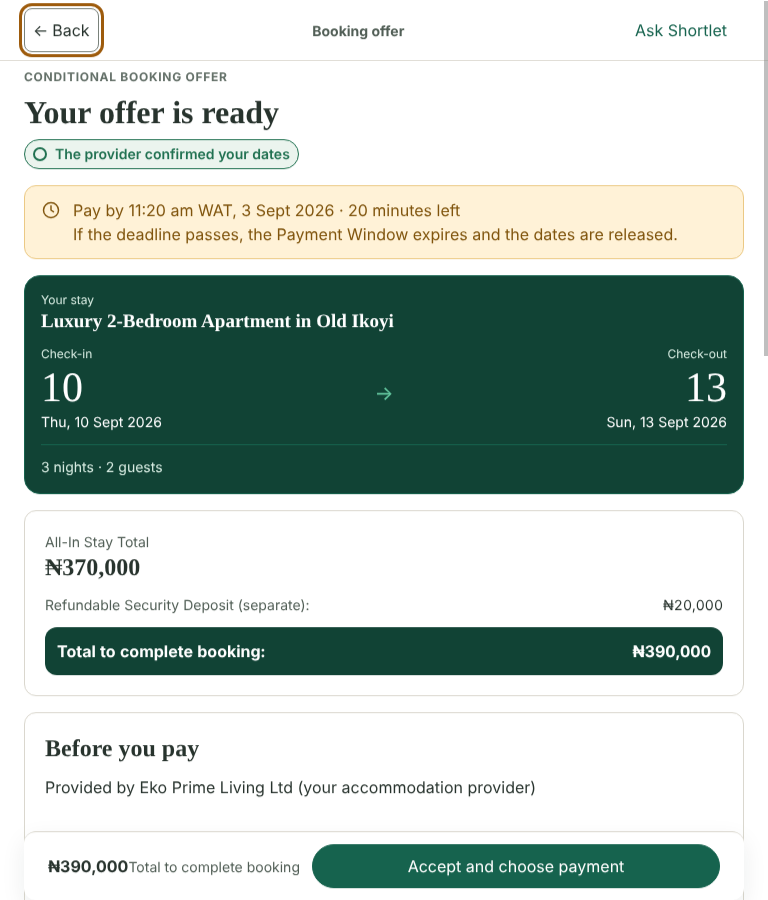 ← Back
Booking offer
Ask Shortlet
CONDITIONAL BOOKING OFFER
Your offer is ready
The provider confirmed your dates
Pay by 11:20 am WAT, 3 Sept 2026 · 20 minutes left
If the deadline passes, the Payment Window expires and the dates are released.
Your stay
Luxury 2-Bedroom Apartment in Old Ikoyi
Check-in
Check-out
10
→
13
Thu, 10 Sept 2026
Sun, 13 Sept 2026
3 nights · 2 guests
All-In Stay Total
₦370,000
Refundable Security Deposit (separate):
₦20,000
Total to complete booking:
₦390,000
Before you pay
Provided by Eko Prime Living Ltd (your accommodation provider)
₦390,000 Total to complete booking
Accept and choose payment